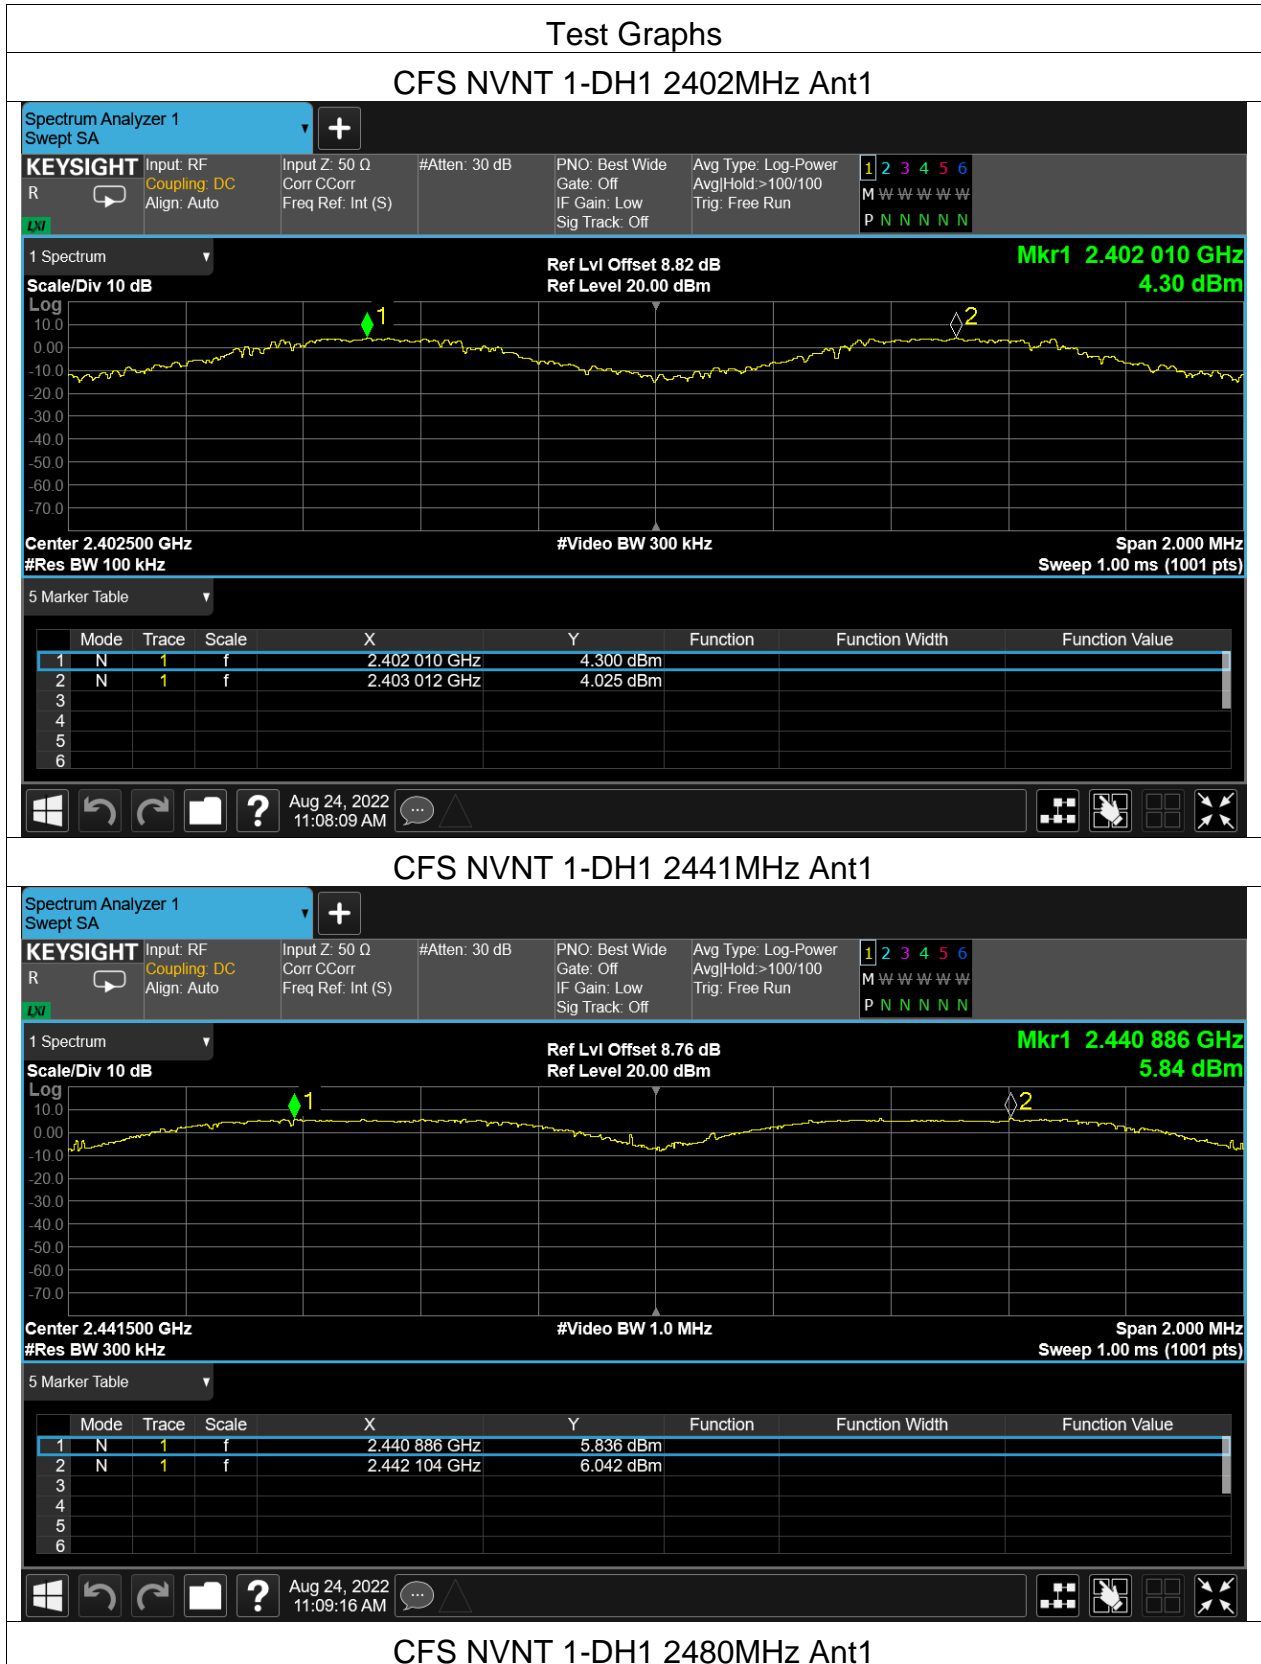 Test Graphs
CFS NVNT 1-DH1 2402MHz Ant1
Spectrum Analyzer 1
Swept SA
KEYSIGHT Input: RF Input Z: 50 Ω #Atten: 30 dB PNO: Best Wide Avg Type: Log-Power 1 2 3 4 5 6
R Coupling: DC Corr CCorr Gate: Off Avg|Hold:>100/100 M W W W W W
Align: Auto Freq Ref: Int (S) IF Gain: Low Trig: Free Run
LXI Sig Track: Off P N N N N N
1 Spectrum Ref Lvl Offset 8.82 dB Mkr1 2.402 010 GHz
Scale/Div 10 dB Ref Level 20.00 dBm 4.30 dBm
Log
1 2
10.0
0.00
-10.0
-20.0
-30.0
-40.0
-50.0
-60.0
-70.0
Center 2.402500 GHz #Video BW 300 kHz Span 2.000 MHz
#Res BW 100 kHz Sweep 1.00 ms (1001 pts)
5 Marker Table
Mode Trace Scale X Y Function Function Width Function Value
1 N 1 f 2.402 010 GHz 4.300 dBm
2 N 1 f 2.403 012 GHz 4.025 dBm
3
4
5
6
? Aug 24, 2022
11:08:09 AM
CFS NVNT 1-DH1 2441MHz Ant1
Spectrum Analyzer 1
Swept SA
KEYSIGHT Input: RF Input Z: 50 Ω #Atten: 30 dB PNO: Best Wide Avg Type: Log-Power 1 2 3 4 5 6
R Coupling: DC Corr CCorr Gate: Off Avg|Hold:>100/100 M W W W W W
Align: Auto Freq Ref: Int (S) IF Gain: Low Trig: Free Run
LXI Sig Track: Off P N N N N N
1 Spectrum Ref Lvl Offset 8.76 dB Mkr1 2.440 886 GHz
Scale/Div 10 dB Ref Level 20.00 dBm 5.84 dBm
Log
1 2
10.0
0.00
-10.0
-20.0
-30.0
-40.0
-50.0
-60.0
-70.0
Center 2.441500 GHz #Video BW 1.0 MHz Span 2.000 MHz
#Res BW 300 kHz Sweep 1.00 ms (1001 pts)
5 Marker Table
Mode Trace Scale X Y Function Function Width Function Value
1 N 1 f 2.440 886 GHz 5.836 dBm
2 N 1 f 2.442 104 GHz 6.042 dBm
3
4
5
6
? Aug 24, 2022
11:09:16 AM
CFS NVNT 1-DH1 2480MHz Ant1